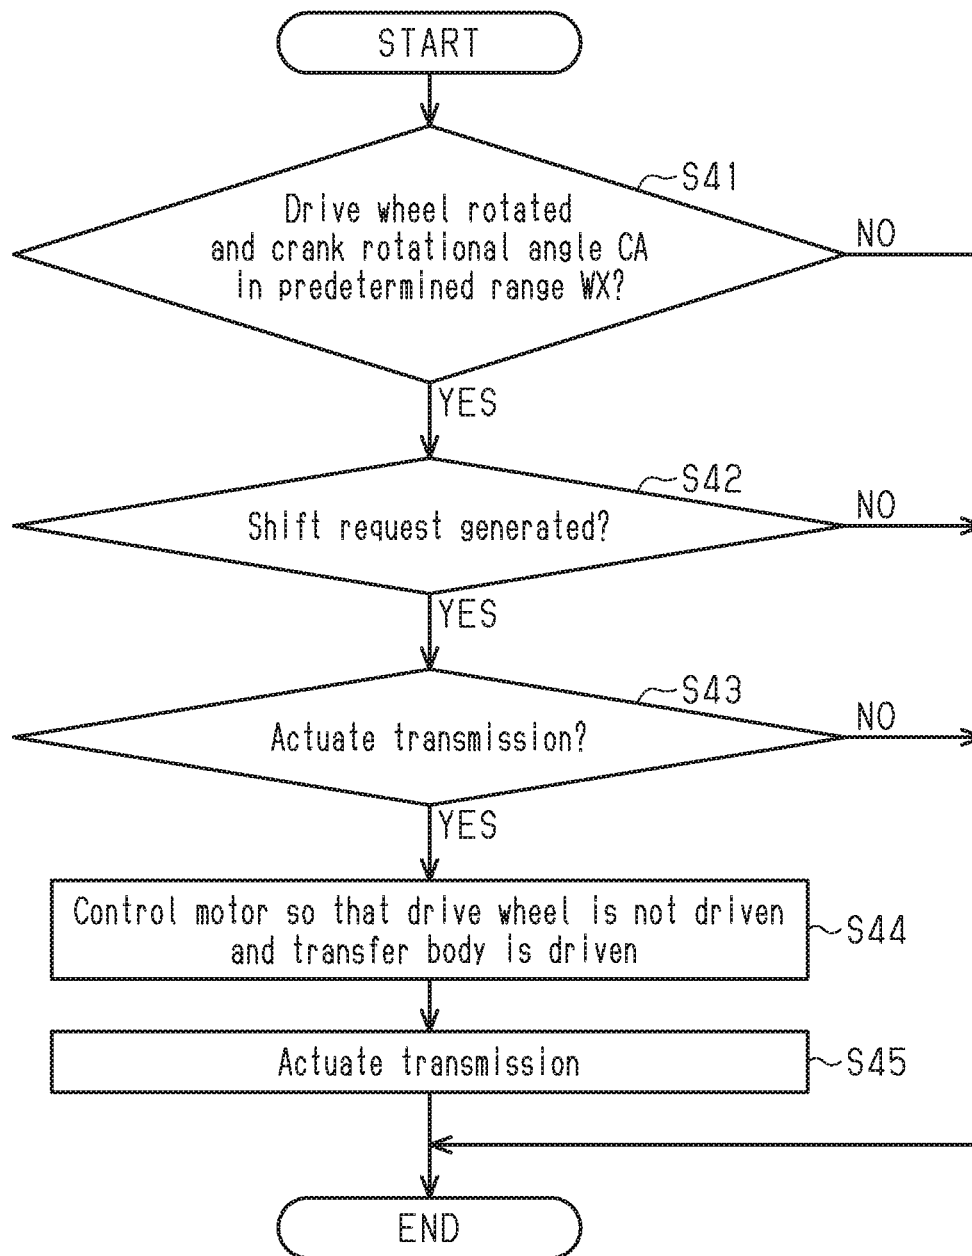 START
S41
Drive wheel rotated
and crank rotational angle CA
in predetermined range WX?
NO
YES
S42
Shift request generated?
NO
YES
S43
Actuate transmission?
NO
YES
Control motor so that drive wheel is not driven
and transfer body is driven
S44
Actuate transmission
S45
END